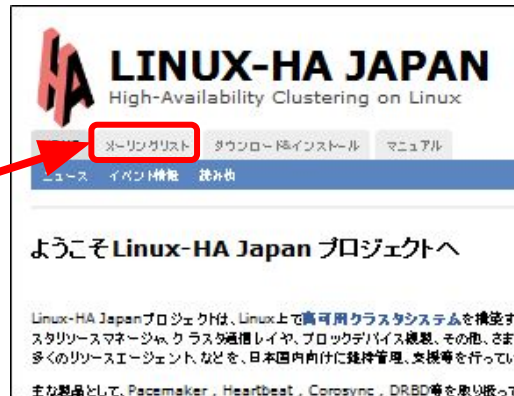 HA
LINUX-HA JAPAN
High-Availability Clustering on Linux
メーリングリスト ダウンロード&インストール マニュアル
ニュース イベント情報 読み物
ようこそLinux-HA Japan プロジェクトへ
Linux-HA Japanプロジェクトは、Linux上で高可用クラスタシステムを構築す
スタリソースマネージャ、クラスタ通信レイヤ、ブロックデバイス複製、その他、さま
多くのリソースエージェント、などを、日本国内向けに維持管理、支援等を行ってい
主な製品として、Pacemaker , Heartbeat , Corosync , DRBD等を取り扱って